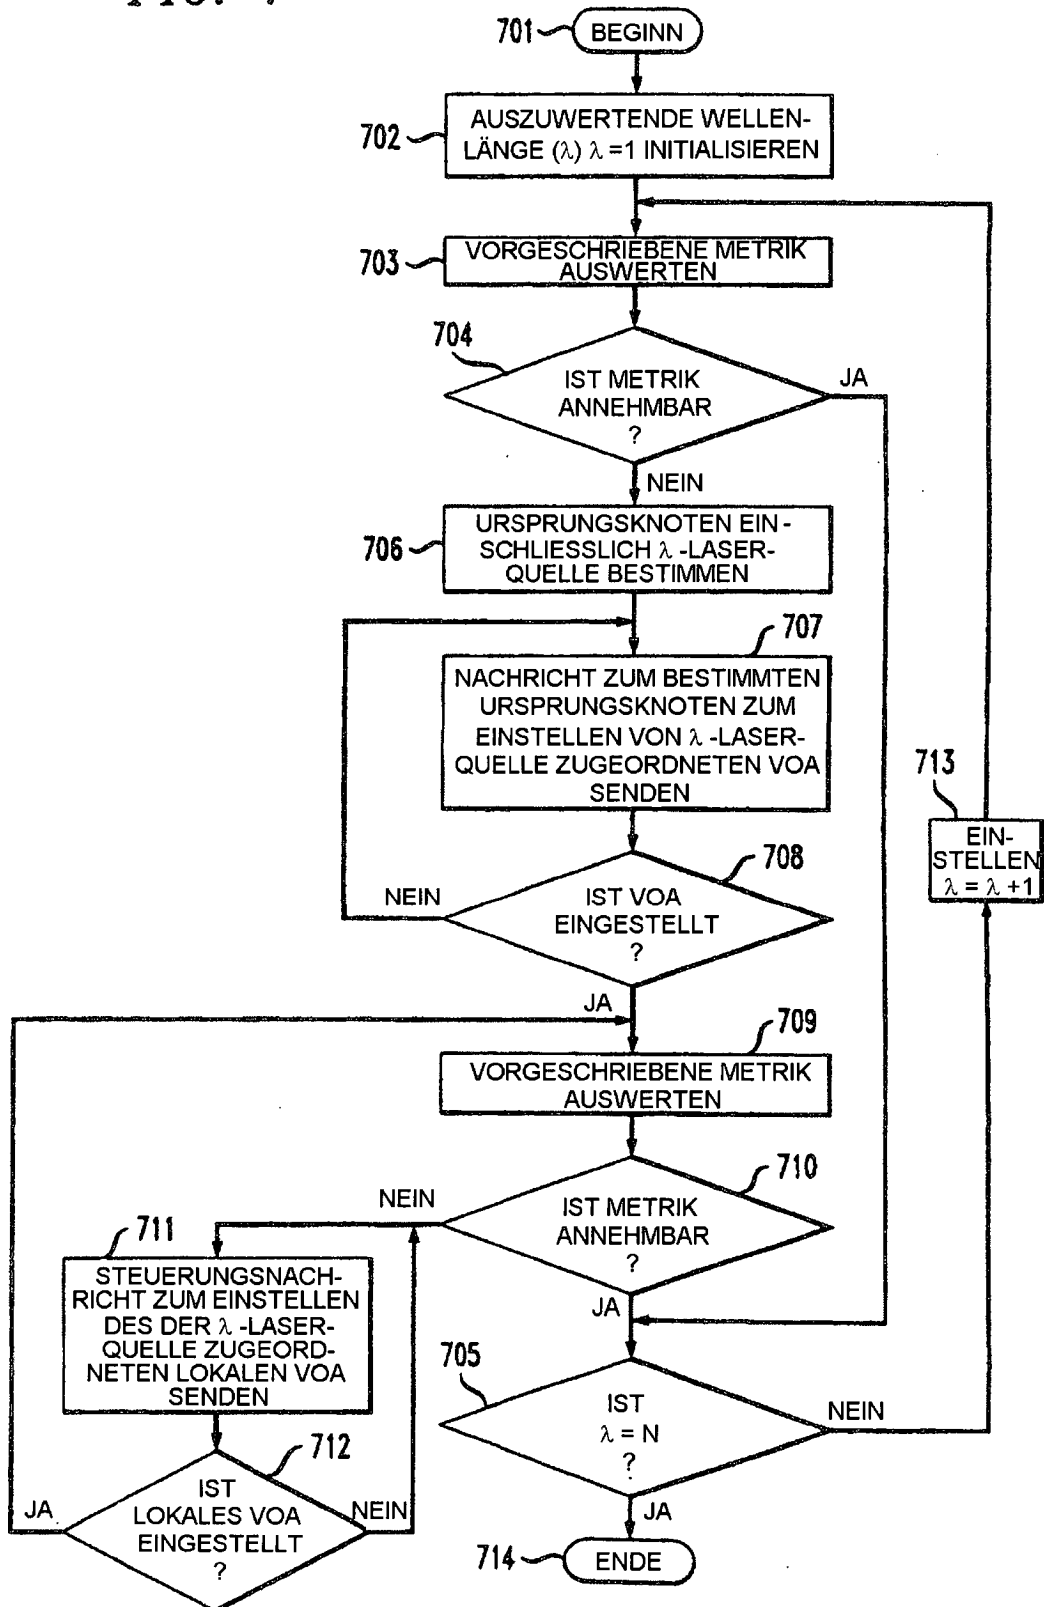 701
BEGINN
702
AUSZUWERTENDE WELLEN-
LÄNGE (λ) λ =1 INITIALISIEREN
703
VORGESCHRIEBENE METRIK
AUSWERTEN
704
IST METRIK
ANNEHMBAR
?
JA
NEIN
706
URSPRUNGSKNOTEN EIN -
SCHLIESSLICH λ -LASER-
QUELLE BESTIMMEN
707
NACHRICHT ZUM BESTIMMTEN
URSPRUNGSKNOTEN ZUM
EINSTELLEN VON λ -LASER-
QUELLE ZUGEORDNETEN VOA
SENDEN
713
EIN-
STELLEN
λ = λ +1
708
NEIN
IST VOA
EINGESTELLT
?
JA
709
VORGESCHRIEBENE METRIK
AUSWERTEN
710
NEIN
IST METRIK
ANNEHMBAR
?
JA
711
STEUERUNGSNACH-
RICHT ZUM EINSTELLEN
DES DER λ -LASER-
QUELLE ZUGEORD-
NETEN LOKALEN VOA
SENDEN
705
IST
λ = N
?
NEIN
JA
712
IST
LOKALES VOA
EINGESTELLT
?
JA
NEIN
714
ENDE